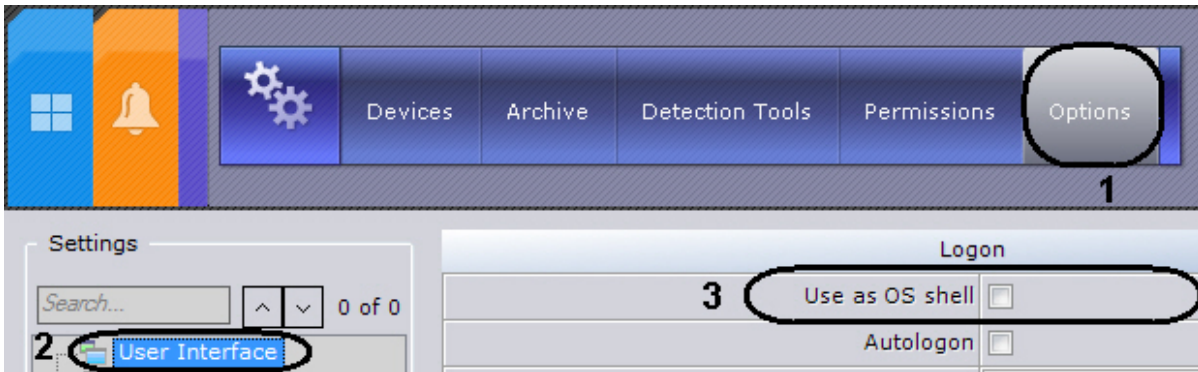 Devices Archive Detection Tools Permissions Options
1
Settings
Logon
Search... 0 of 0
3 Use as OS shell
2 User Interface
Autologon